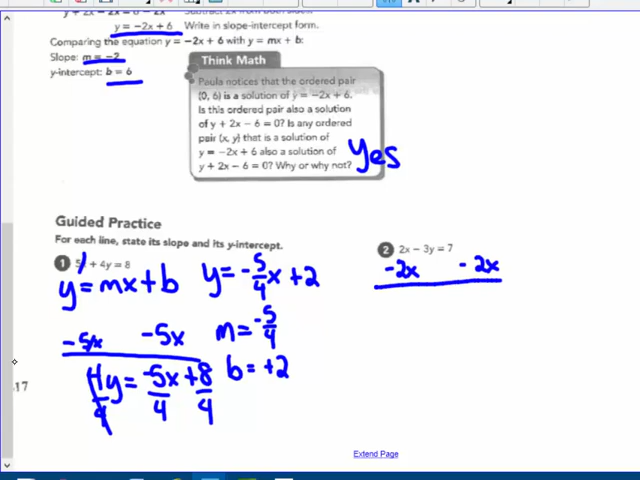 y = −2x + 6 Write in slope-intercept form.
Comparing the equation y = −2x + 6 with y = mx + b:
Slope: m = −2
y-intercept: b = 6
Think Math
Paula notices that the ordered pair
(0, 6) is a solution of y = −2x + 6.
Is this ordered pair also a solution
of y + 2x − 6 = 0? Is any ordered
pair (x, y) that is a solution of
y = −2x + 6 also a solution of
y + 2x − 6 = 0? Why or why not?
yes
Guided Practice
For each line, state its slope and its y-intercept.
1 + 4y = 8
y = mx + b
-5x -5x
4y = -5x + 8
4 4 4
y = -5/4 x + 2
m = -5/4
b = +2
2 2x − 3y = 7
-2x - 2x
17
Extend Page